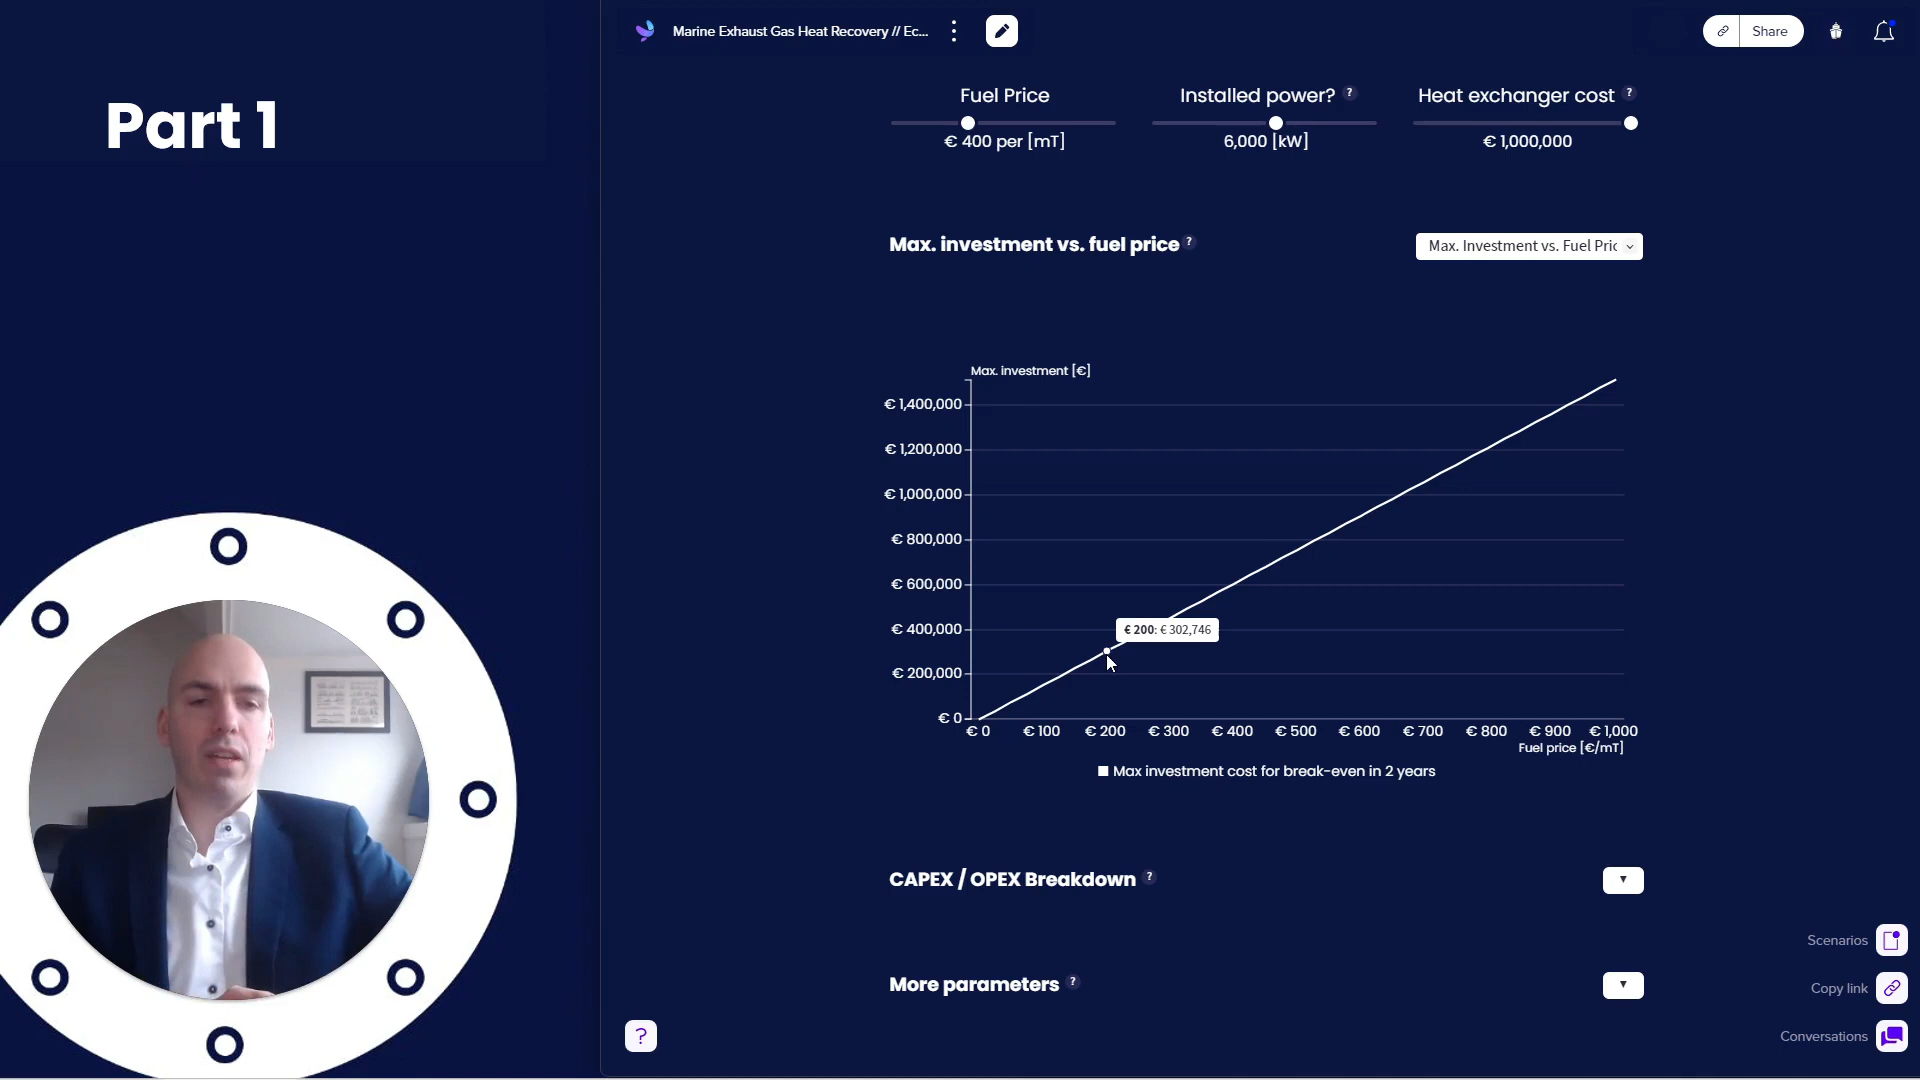 Part 1
Marine Exhaust Gas Heat Recovery // Ec...
Share
Fuel Price
€ 400 per [mT]
Installed power? ?
6,000 [kW]
Heat exchanger cost ?
€ 1,000,000
Max. investment vs. fuel price ?
Max. Investment vs. Fuel Pric
Max. investment [€]
€ 1,400,000
€ 1,200,000
€ 1,000,000
€ 800,000
€ 600,000
€ 400,000
€ 200,000
€ 0
€ 200: € 302,746
€ 0 € 100 € 200 € 300 € 400 € 500 € 600 € 700 € 800 € 900 € 1,000
Fuel price [€/mT]
Max investment cost for break-even in 2 years
CAPEX / OPEX Breakdown ?
More parameters ?
Scenarios
Copy link
Conversations
?